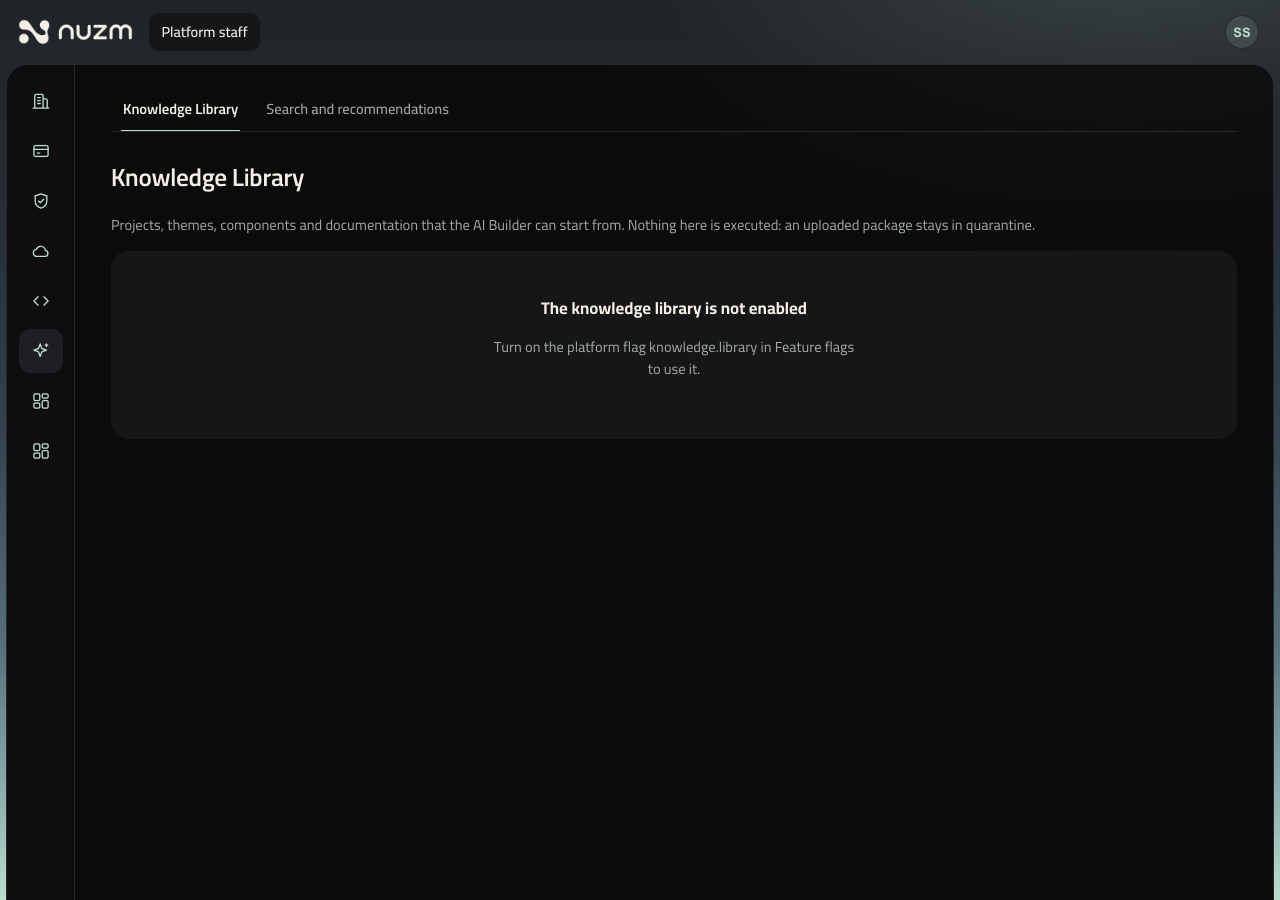 nuzm
Platform staff
SS
Knowledge Library
Search and recommendations
Knowledge Library
Projects, themes, components and documentation that the AI Builder can start from. Nothing here is executed: an uploaded package stays in quarantine.
The knowledge library is not enabled
Turn on the platform flag knowledge.library in Feature flags
to use it.